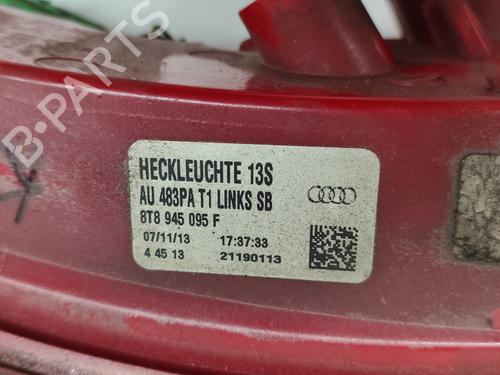 B-PARTS
HECKLEUCHTE 13S
AU 483PA T1 LINKS SB
8T8 945 095 F
07/11/13 17:37:33
4 45 13 21190113